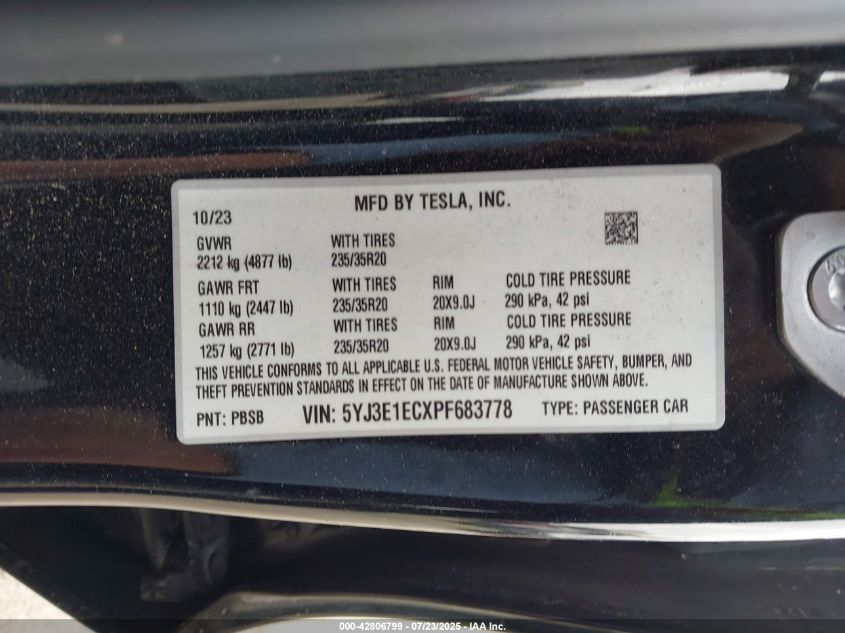 MFD BY TESLA, INC.
10/23
GVWR WITH TIRES
2212 kg (4877 lb) 235/35R20
GAWR FRT WITH TIRES RIM COLD TIRE PRESSURE
1110 kg (2447 lb) 235/35R20 20X9.0J 290 kPa, 42 psi
GAWR RR WITH TIRES RIM COLD TIRE PRESSURE
1257 kg (2771 lb) 235/35R20 20X9.0J 290 kPa, 42 psi
THIS VEHICLE CONFORMS TO ALL APPLICABLE U.S. FEDERAL MOTOR VEHICLE SAFETY, BUMPER, AND
THEFT PREVENTION STANDARDS IN EFFECT ON THE DATE OF MANUFACTURE SHOWN ABOVE.
PNT: PBSB VIN: 5YJ3E1ECXPF683778 TYPE: PASSENGER CAR
000-42806799 - 07/23/2025 - IAA Inc.